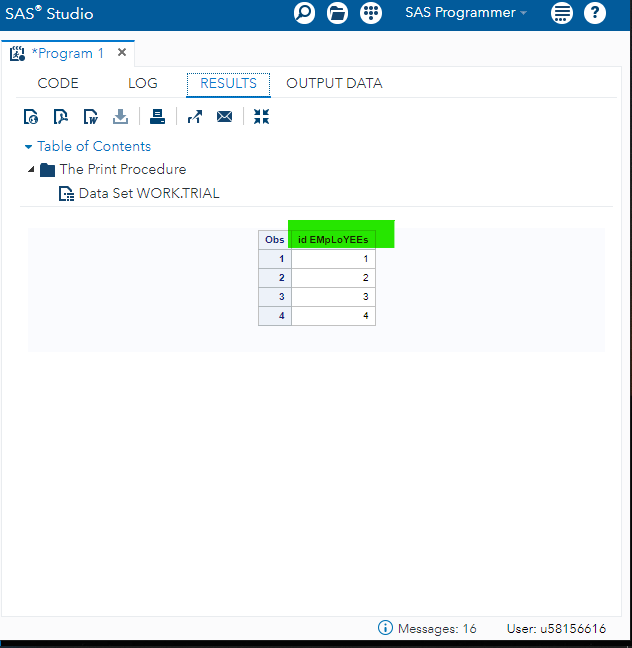 SAS® Studio
SAS Programmer
?
*Program 1 ×
CODE LOG RESULTS OUTPUT DATA
Table of Contents
The Print Procedure
Data Set WORK.TRIAL
Obs id EMpLoYEEs
1 1
2 2
3 3
4 4
Messages: 16 User: u58156616